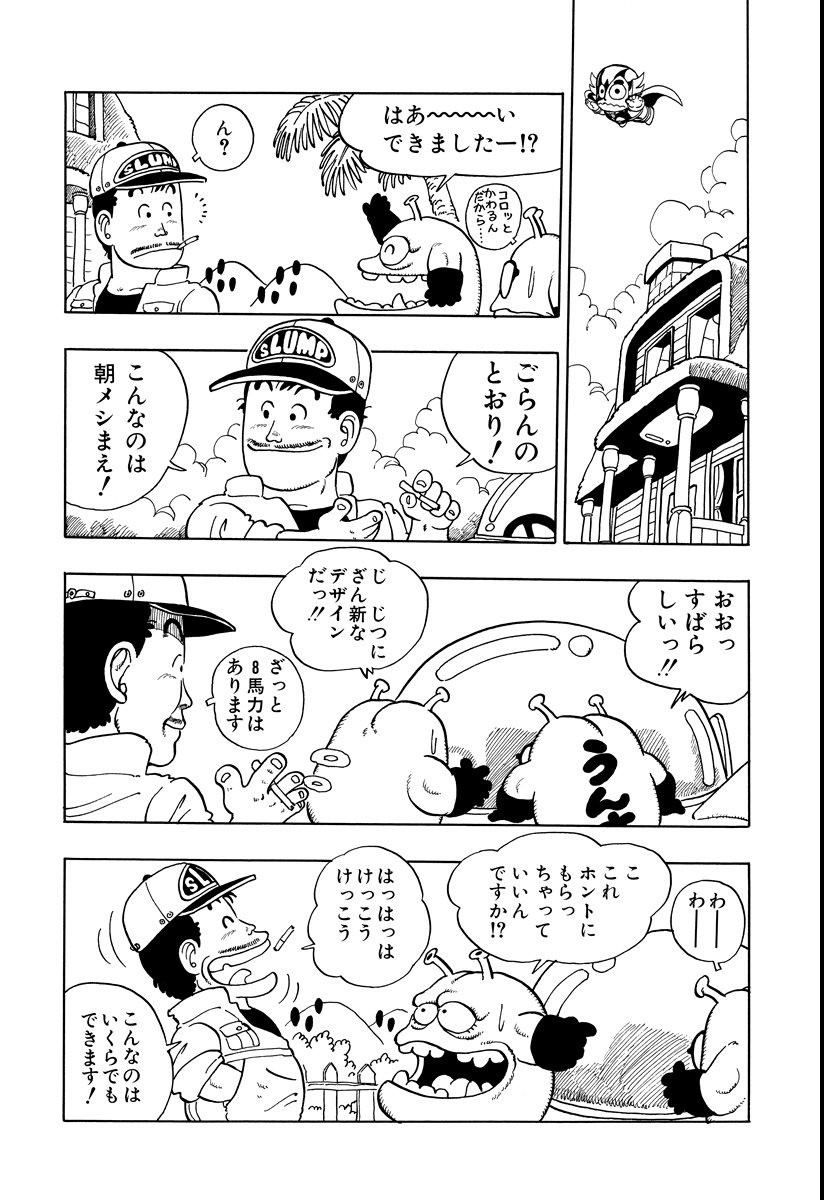 はあ〜〜〜〜〜い
できましたー!?
コロッと
かわるん
だから…
ん?
SLUMP
ごらんの
とおり!
SLUMP
こんなのは
朝メシまえ!
おおっ
すばら
しいっ!!
じ じつに
ざん新な
デザイン
だっ!!
ざっと
8馬力は
あります
うんち
わー
わー
こ
これ
ホントに
もらっ
ちゃって
いいん
ですか!?
はっはっは
けっこう
けっこう
SL
こんなのは
いくらでも
できます!